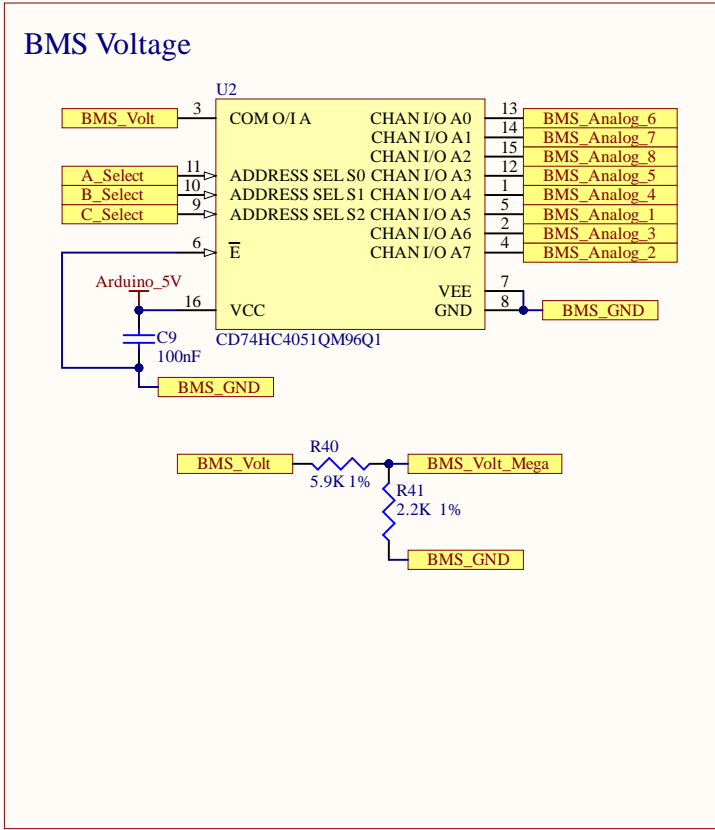 BMS Voltage
U2
BMS_Volt 3 COM O/I A CHAN I/O A0 13 BMS_Analog_6
CHAN I/O A1 14 BMS_Analog_7
CHAN I/O A2 15 BMS_Analog_8
A_Select 11 ADDRESS SEL S0 CHAN I/O A3 12 BMS_Analog_5
B_Select 10 ADDRESS SEL S1 CHAN I/O A4 1 BMS_Analog_4
C_Select 9 ADDRESS SEL S2 CHAN I/O A5 5 BMS_Analog_1
CHAN I/O A6 2 BMS_Analog_3
6 E CHAN I/O A7 4 BMS_Analog_2
Arduino_5V
VEE 7
16 VCC GND 8 BMS_GND
C9 CD74HC4051QM96Q1
100nF
BMS_GND
R40
BMS_Volt BMS_Volt_Mega
5.9K 1%
R41
2.2K 1%
BMS_GND